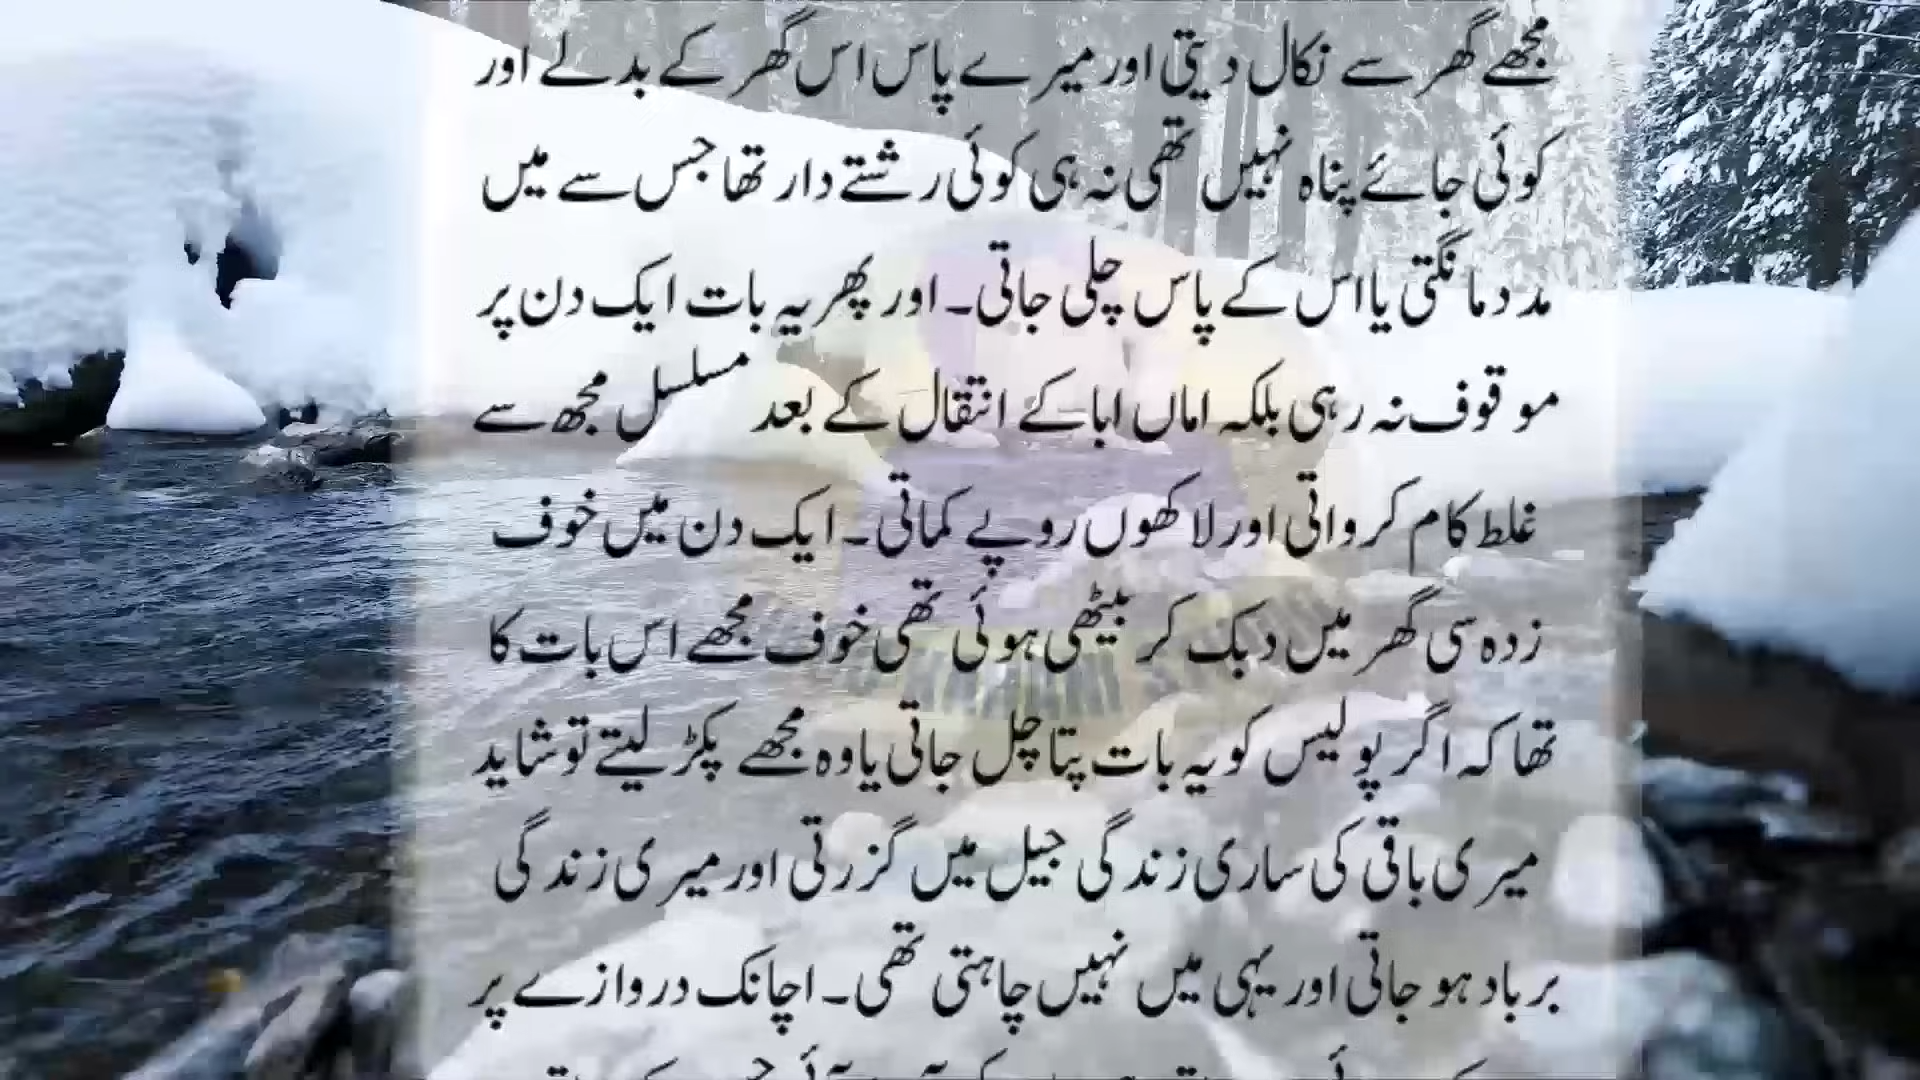 مجھے گھر سے نکال دیتی اور میرے پاس اس گھر کے بدلے اور
کوئی جائے پناہ نہیں تھی نہ ہی کوئی رشتے دار تھا جس سے میں
مدد مانگتی یا اس کے پاس چلی جاتی۔ اور پھر یہ بات ایک دن پر
موقوف نہ رہی بلکہ اماں ابا کے انتقال کے بعد مسلسل مجھ سے
غلط کام کرواتی اور لاکھوں روپے کماتی۔ ایک دن میں خوف
زدہ سی گھر میں دبک کر بیٹھی ہوئی تھی خوف مجھے اس بات کا
تھا کہ اگر پولیس کو یہ بات پتا چل جاتی یا وہ مجھے پکڑ لیتے تو شاید
میری باقی کی ساری زندگی جیل میں گزرتی اور میری زندگی
برباد ہو جاتی اور یہی میں نہیں چاہتی تھی۔ اچانک دروازے پر